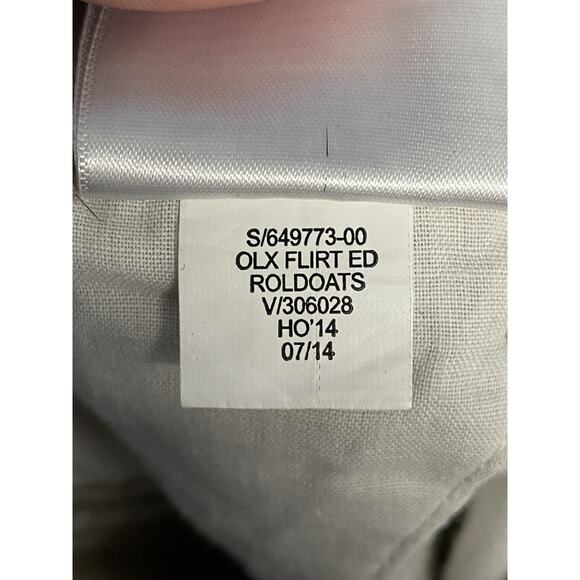 S/649773-00
OLX FLIRT ED
ROLDOATS
V/306028
HO'14
07/14